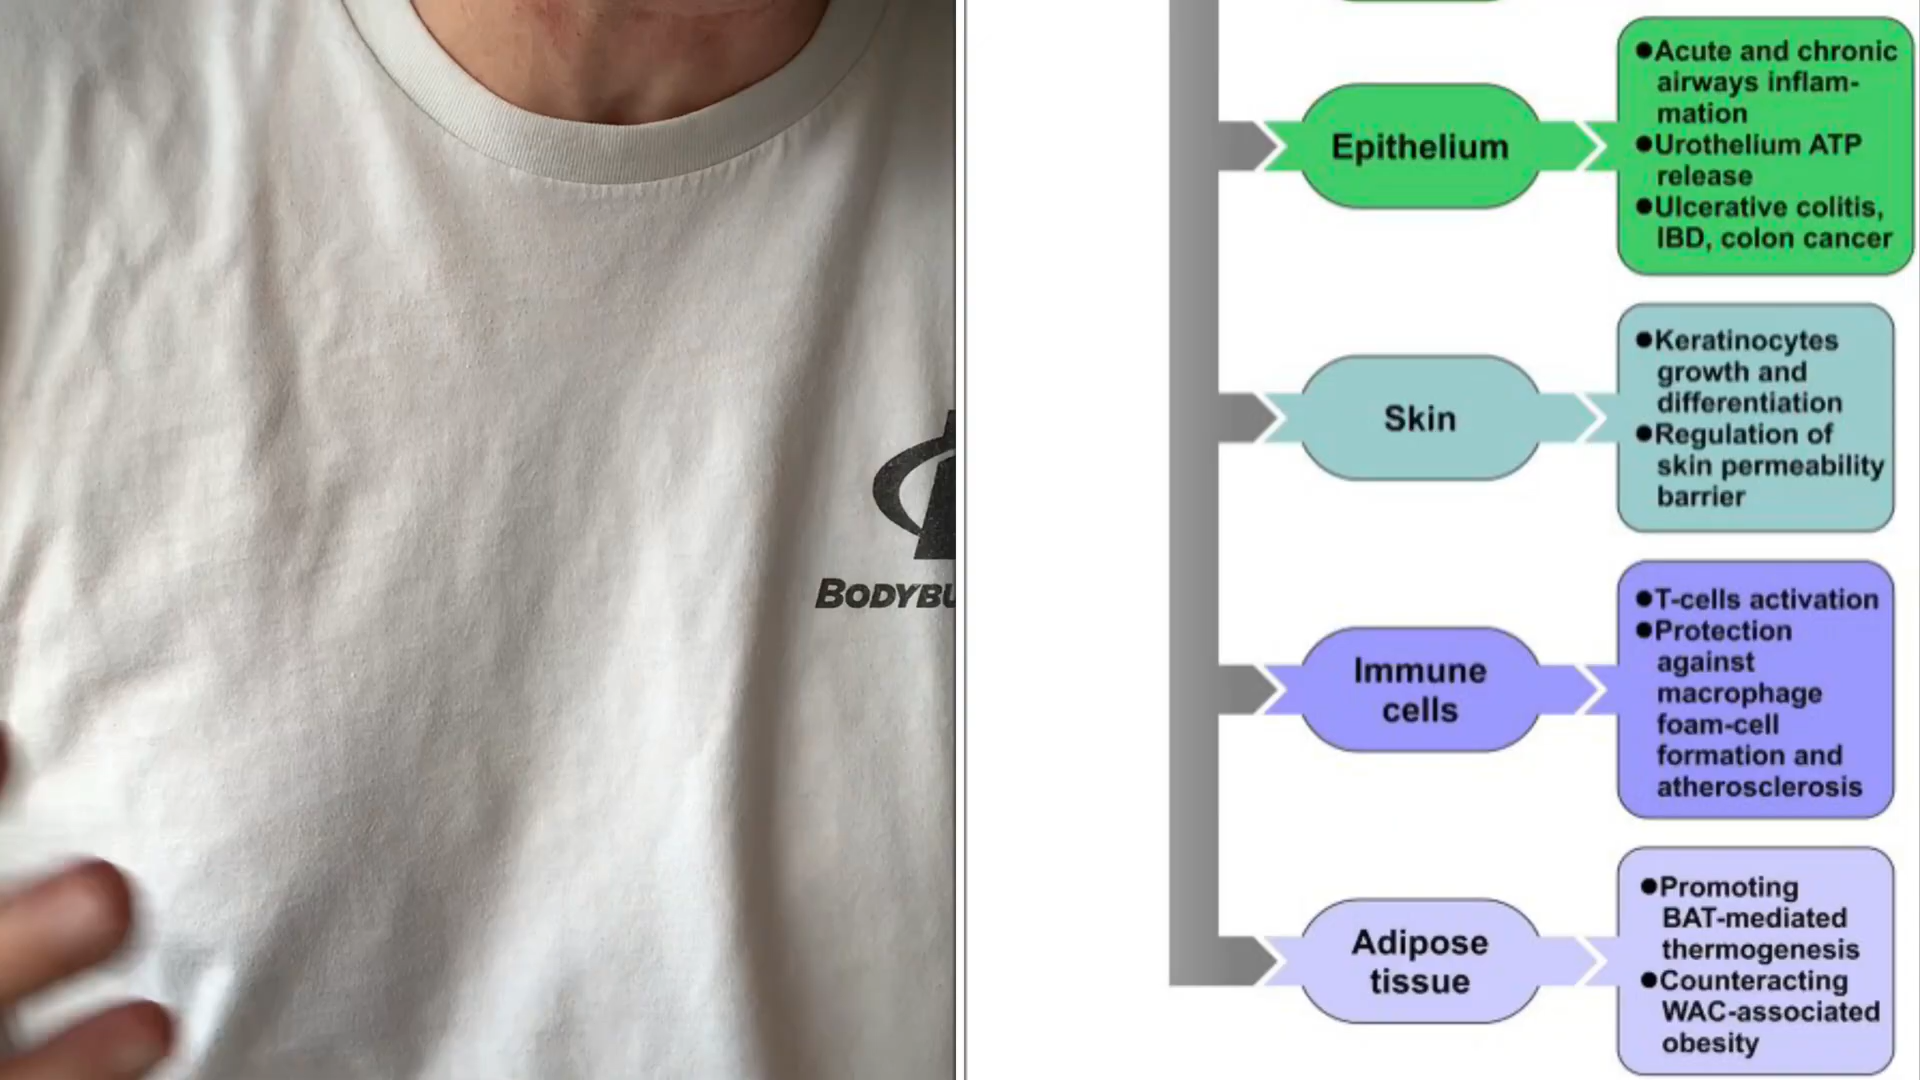 BODYBU
Epithelium
●Acute and chronic
airways inflam-
mation
●Urothelium ATP
release
●Ulcerative colitis,
IBD, colon cancer
Skin
●Keratinocytes
growth and
differentiation
●Regulation of
skin permeability
barrier
Immune
cells
●T-cells activation
●Protection
against
macrophage
foam-cell
formation and
atherosclerosis
Adipose
tissue
●Promoting
BAT-mediated
thermogenesis
●Counteracting
WAC-associated
obesity